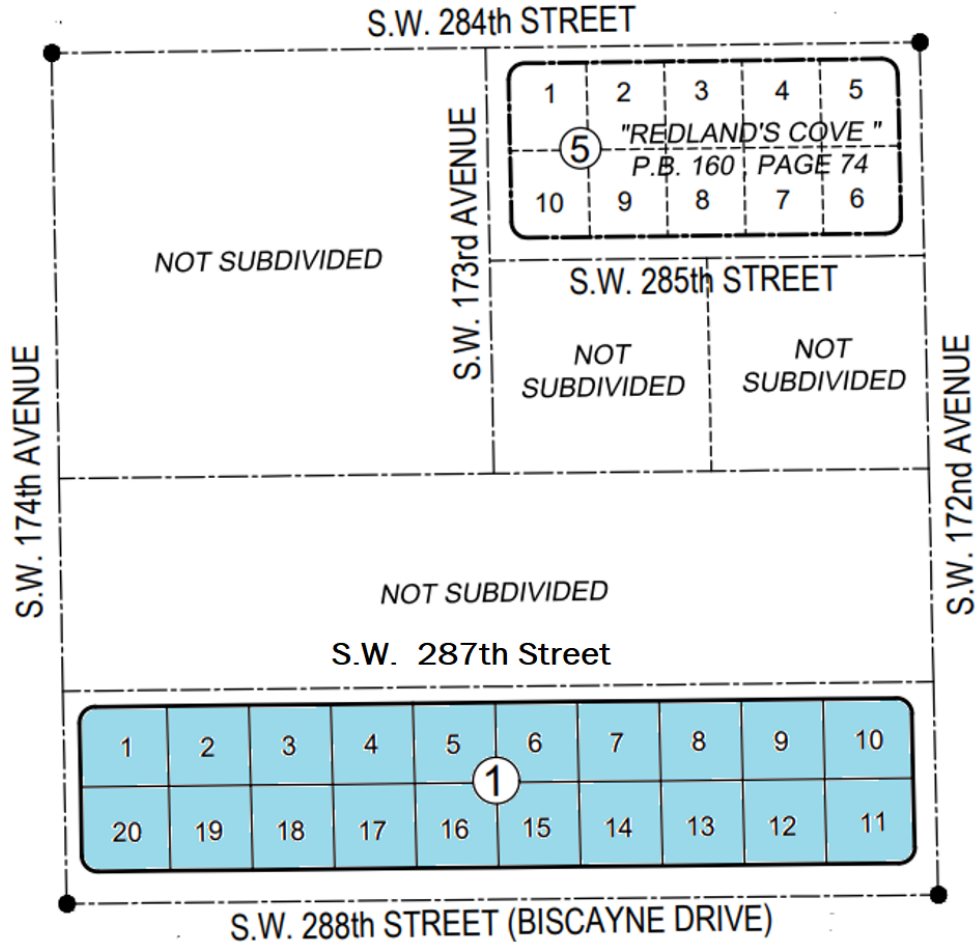 S.W. 284th STREET
1 2 3 4 5
"REDLAND'S COVE "
5
P.B. 160 , PAGE 74
10 9 8 7 6
S.W. 173rd AVENUE
NOT SUBDIVIDED
S.W. 285th STREET
NOT
SUBDIVIDED
NOT
SUBDIVIDED
S.W. 174th AVENUE
S.W. 172nd AVENUE
NOT SUBDIVIDED
S.W. 287th Street
1 2 3 4 5 6 7 8 9 10
1
20 19 18 17 16 15 14 13 12 11
S.W. 288th STREET (BISCAYNE DRIVE)